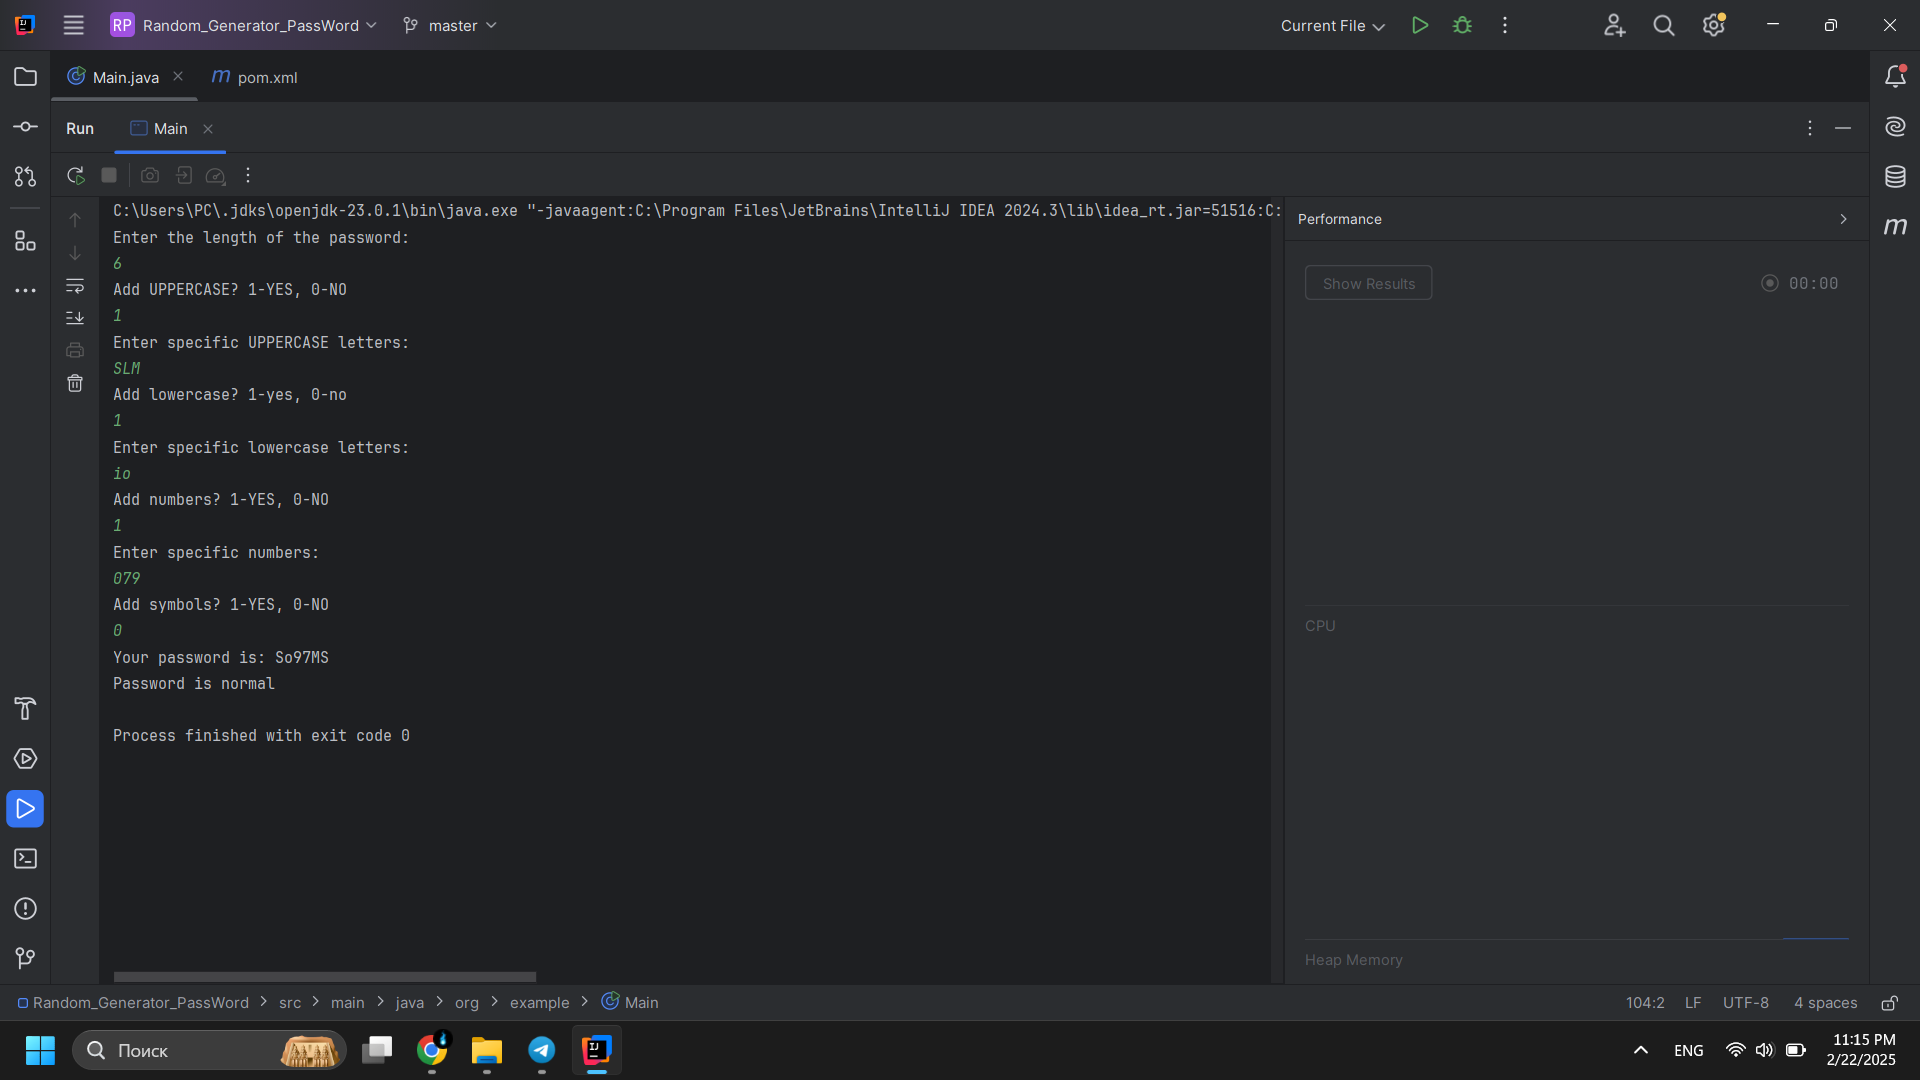 RP Random_Generator_PassWord master Current File
Main.java pom.xml
Run Main
C:\Users\PC\.jdks\openjdk-23.0.1\bin\java.exe "-javaagent:C:\Program Files\JetBrains\IntelliJ IDEA 2024.3\lib\idea_rt.jar=51516:C:
Enter the length of the password:
6
Add UPPERCASE? 1-YES, 0-NO
1
Enter specific UPPERCASE letters:
SLM
Add lowercase? 1-yes, 0-no
1
Enter specific lowercase letters:
io
Add numbers? 1-YES, 0-NO
1
Enter specific numbers:
079
Add symbols? 1-YES, 0-NO
0
Your password is: So97MS
Password is normal
Process finished with exit code 0
Performance
Show Results 00:00
CPU
Heap Memory
Random_Generator_PassWord > src > main > java > org > example > Main 104:2 LF UTF-8 4 spaces
Поиск ENG 11:15 PM
2/22/2025